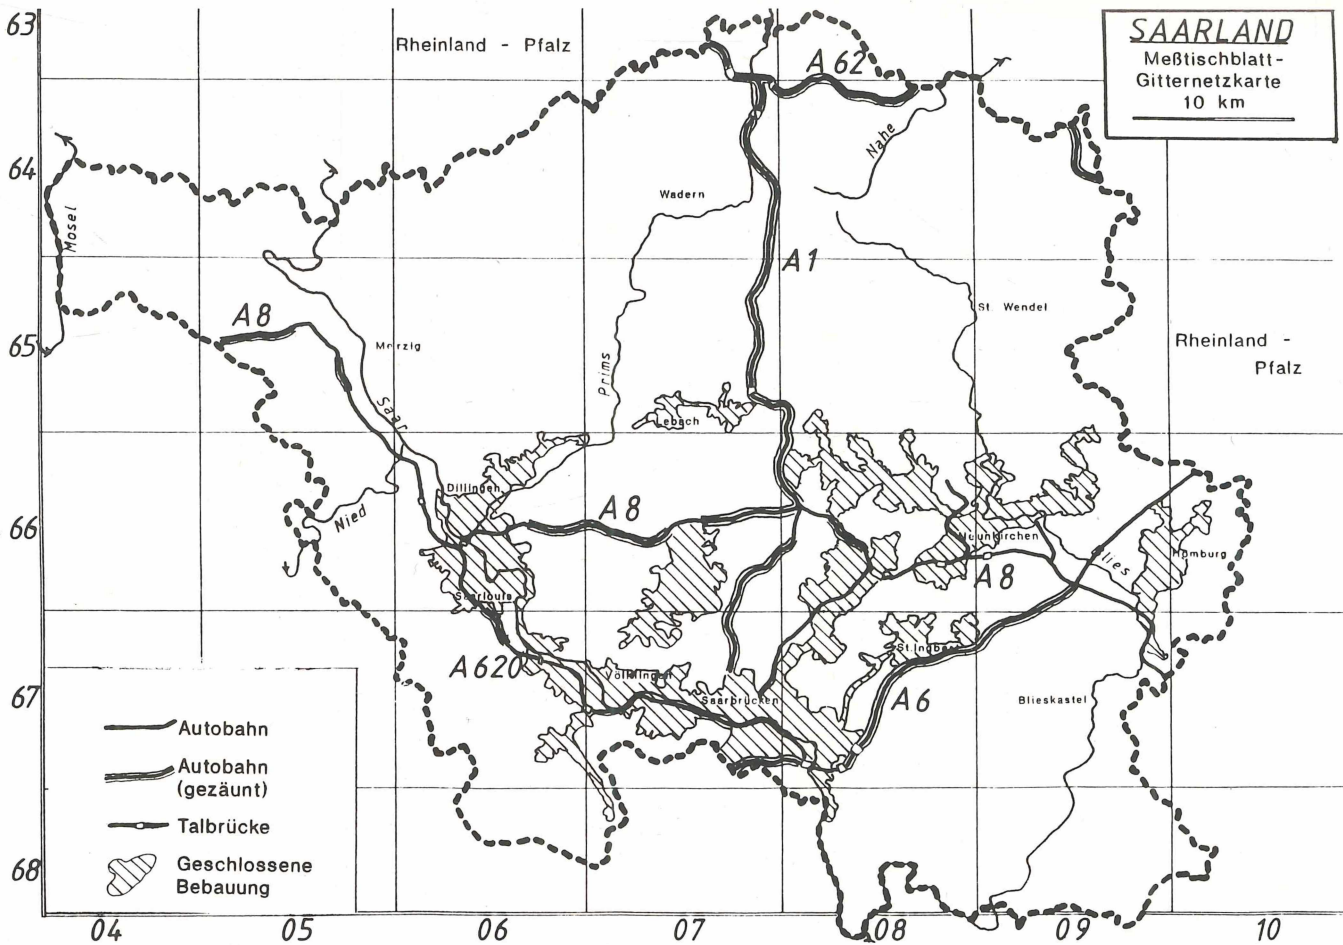 63
Rheinland - Pfalz
A 62
SAARLAND
Meßtischblatt-
Gitternetzkarte
10 km
64
Nahe
Wadern
Mosel
A1
St. Wendel
A8
65
Merzig
Prims
Rheinland -
Pfalz
Saar
Lebach
Dillingen
Nied
A8
66
Neunkirchen
Blies
Homburg
A8
Saarlouis
A 620
St.Ingbert
67
Völklingen
Saarbrücken
A6
Blieskastel
Autobahn
Autobahn
(gezäunt)
Talbrücke
Geschlossene
Bebauung
68
04
05
06
07
08
09
10